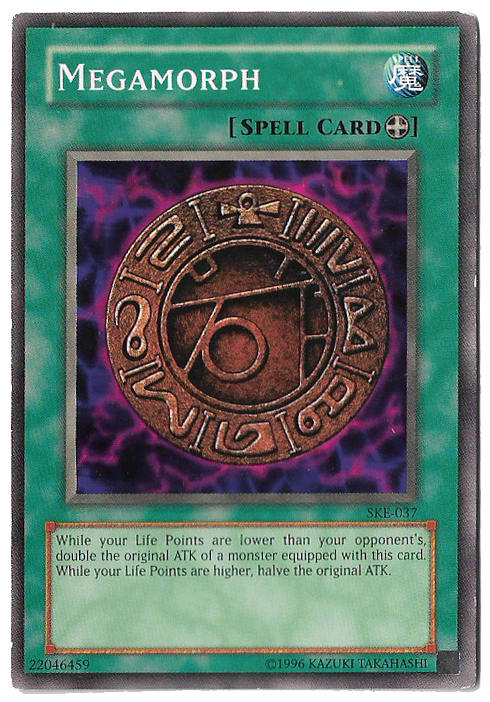 MEGAMORPH
魔
[SPELL CARD]
SKE-037
While your Life Points are lower than your opponent's,
double the original ATK of a monster equipped with this card.
While your Life Points are higher, halve the original ATK.
22046459
©1996 KAZUKI TAKAHASHI